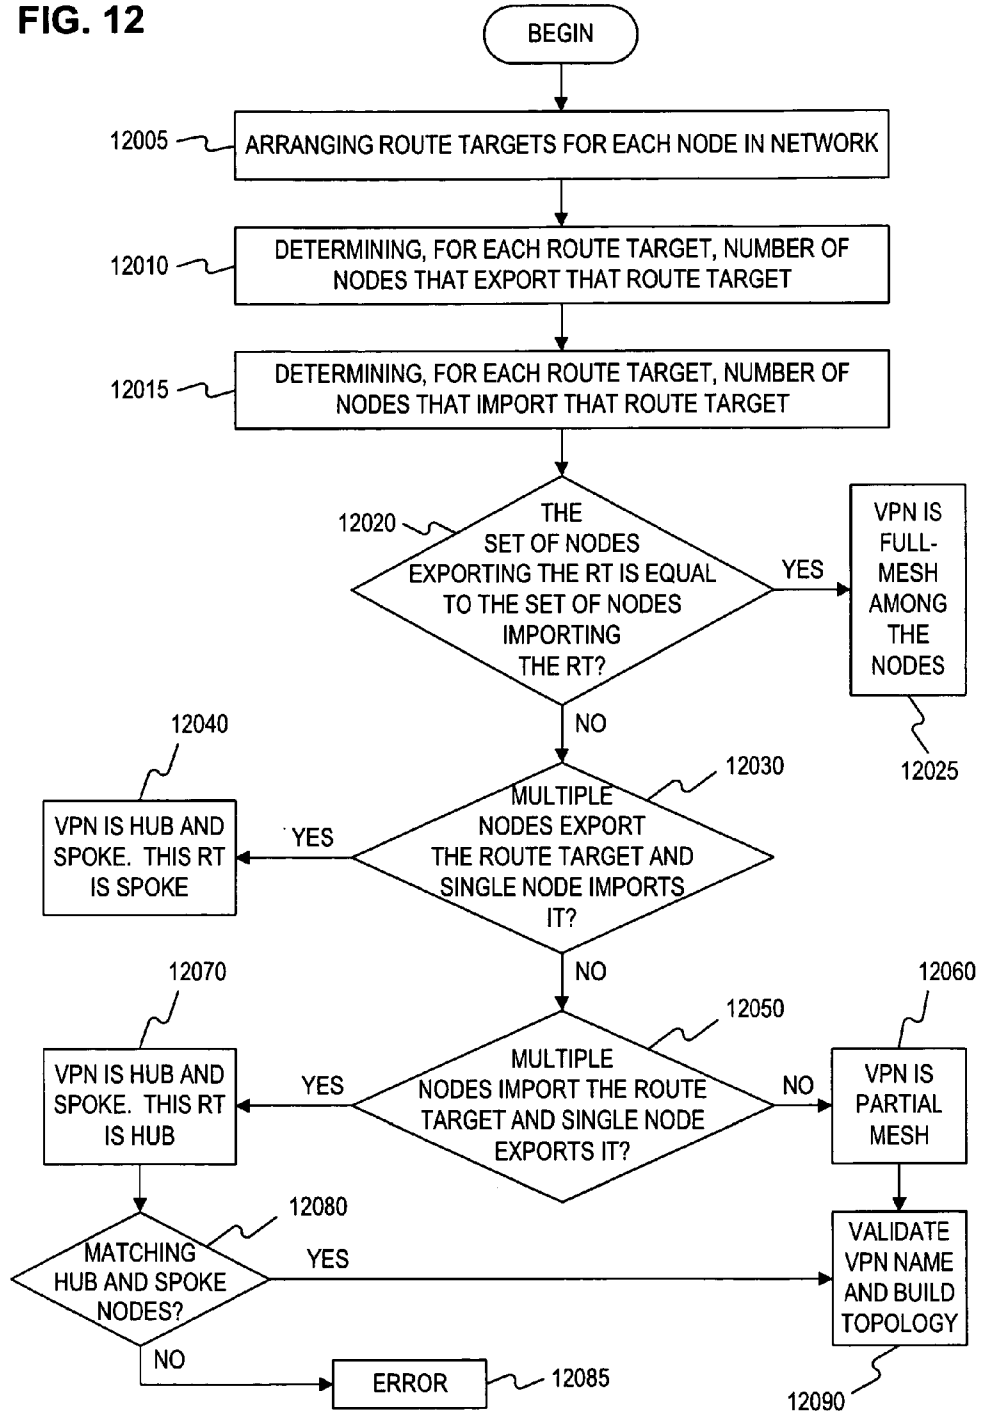 FIG. 12
BEGIN
12005
ARRANGING ROUTE TARGETS FOR EACH NODE IN NETWORK
12010
DETERMINING, FOR EACH ROUTE TARGET, NUMBER OF
NODES THAT EXPORT THAT ROUTE TARGET
12015
DETERMINING, FOR EACH ROUTE TARGET, NUMBER OF
NODES THAT IMPORT THAT ROUTE TARGET
12020
THE
SET OF NODES
EXPORTING THE RT IS EQUAL
TO THE SET OF NODES
IMPORTING
THE RT?
YES
VPN IS
FULL-
MESH
AMONG
THE
NODES
12025
NO
12030
MULTIPLE
NODES EXPORT
THE ROUTE TARGET AND
SINGLE NODE IMPORTS
IT?
YES
12040
VPN IS HUB AND
SPOKE. THIS RT
IS SPOKE
NO
12050
MULTIPLE
NODES IMPORT THE ROUTE
TARGET AND SINGLE NODE
EXPORTS IT?
NO
12060
VPN IS
PARTIAL
MESH
YES
12070
VPN IS HUB AND
SPOKE. THIS RT
IS HUB
12080
MATCHING
HUB AND SPOKE
NODES?
YES
VALIDATE
VPN NAME
AND BUILD
TOPOLOGY
12090
NO
ERROR
12085